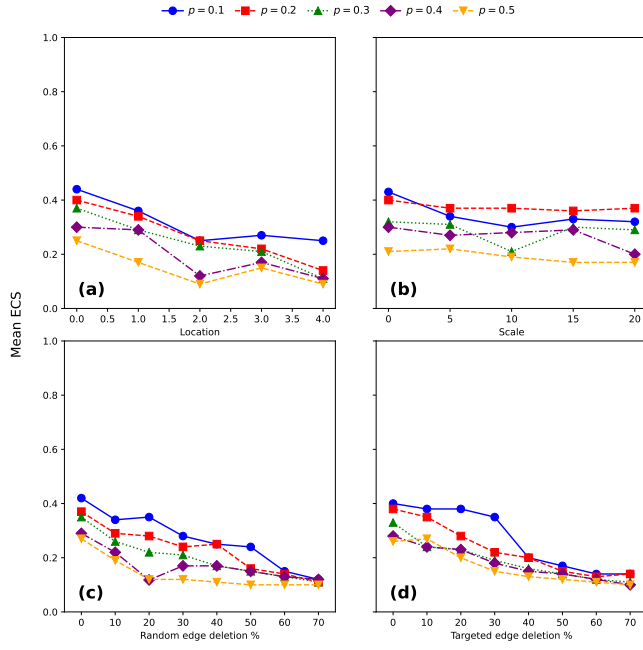 p = 0.1 p = 0.2 p = 0.3 p = 0.4 p = 0.5
Mean ECS
1.0
0.8
0.6
0.4
0.2
0.0
(a)
0.0 0.5 1.0 1.5 2.0 2.5 3.0 3.5 4.0
Location
(b)
0 5 10 15 20
Scale
1.0
0.8
0.6
0.4
0.2
0.0
(c)
0 10 20 30 40 50 60 70
Random edge deletion %
(d)
0 10 20 30 40 50 60 70
Targeted edge deletion %